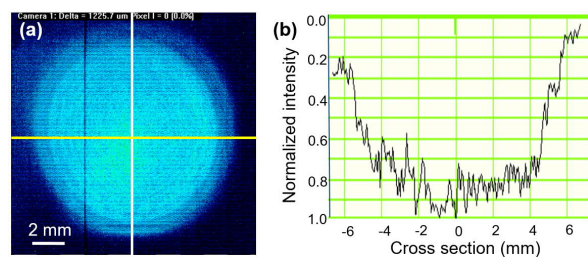 Camera 1: Delta = 1225.7 um Pixel I = 0 (0.0%)
(a)
2 mm
(b)
Normalized intensity
0.0
0.2
0.4
0.6
0.8
1.0
-6 -4 -2 0 2 4 6
Cross section (mm)